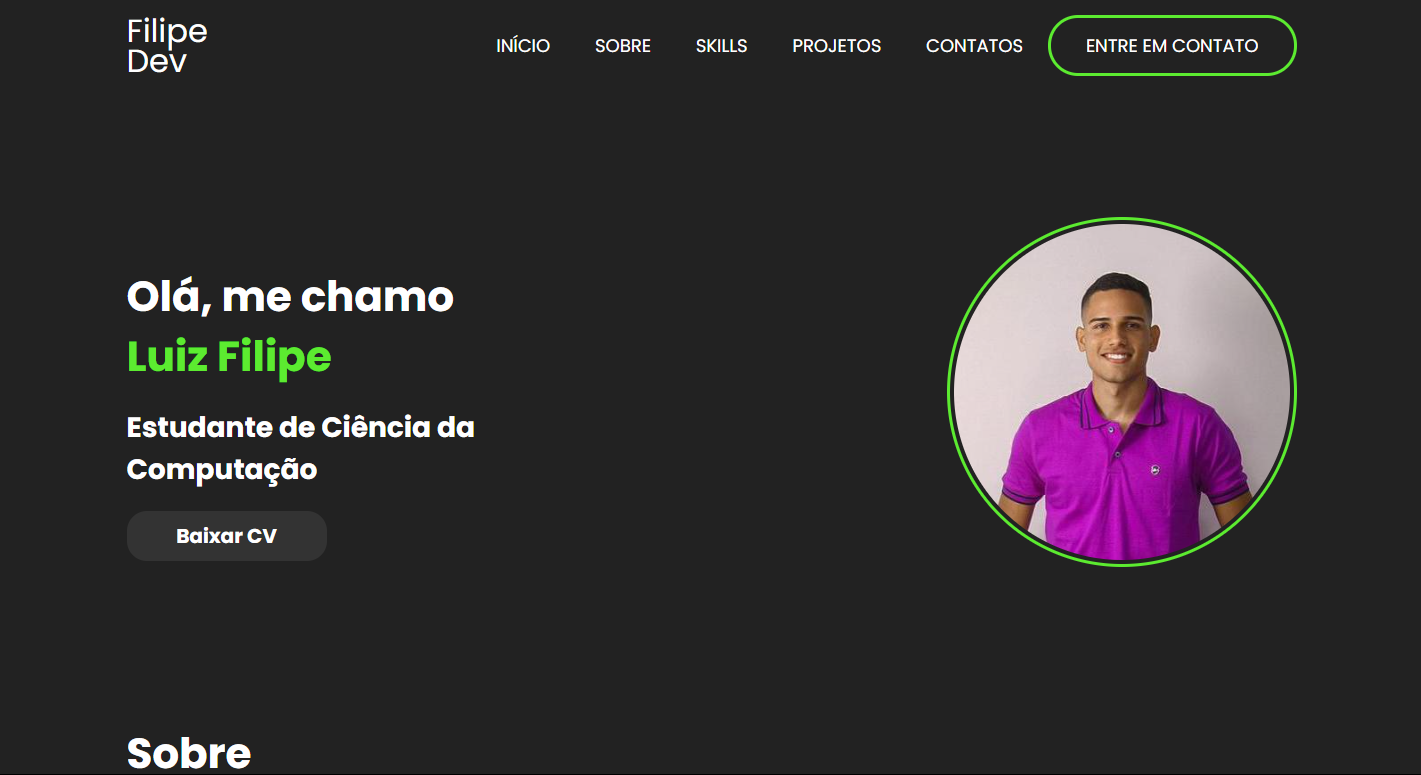 Filipe
Dev
INÍCIO SOBRE SKILLS PROJETOS CONTATOS ENTRE EM CONTATO
Olá, me chamo
Luiz Filipe
Estudante de Ciência da
Computação
Baixar CV
Sobre